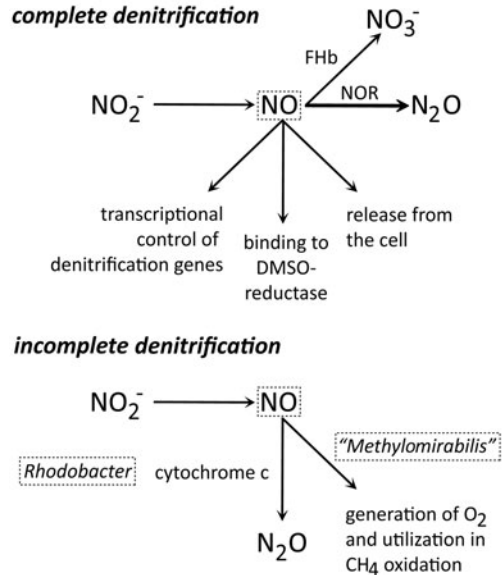 complete denitrification
NO₃⁻
FHb
NOR
NO₂⁻ NO N₂O
transcriptional
control of
denitrification genes
binding to
DMSO-
reductase
release from
the cell
incomplete denitrification
NO₂⁻ NO
"Methylomirabilis"
Rhodobacter cytochrome c
N₂O
generation of O₂
and utilization in
CH₄ oxidation